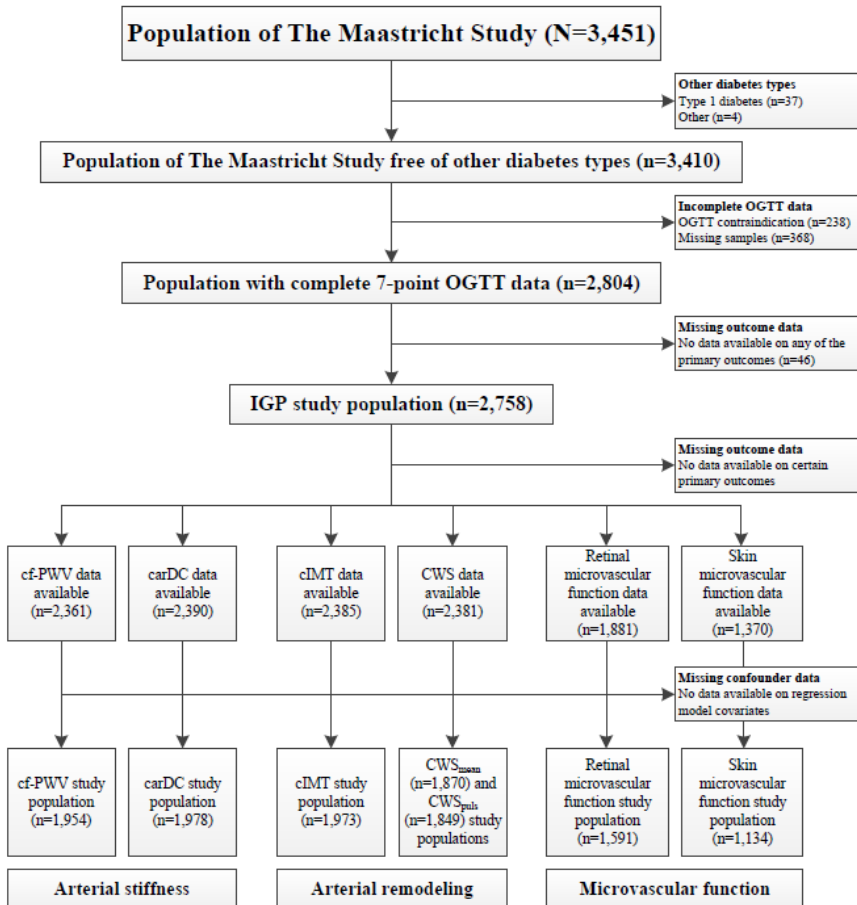 Population of The Maastricht Study (N=3,451)
Other diabetes types
Type 1 diabetes (n=37)
Other (n=4)
Population of The Maastricht Study free of other diabetes types (n=3,410)
Incomplete OGTT data
OGTT contraindication (n=238)
Missing samples (n=368)
Population with complete 7-point OGTT data (n=2,804)
Missing outcome data
No data available on any of the
primary outcomes (n=46)
IGP study population (n=2,758)
Missing outcome data
No data available on certain
primary outcomes
cf-PWV data
available
(n=2,361)
carDC data
available
(n=2,390)
cIMT data
available
(n=2,385)
CWS data
available
(n=2,381)
Retinal
microvascular
function data
available
(n=1,881)
Skin
microvascular
function data
available
(n=1,370)
Missing confounder data
No data available on regression
model covariates
cf-PWV study
population
(n=1,954)
carDC study
population
(n=1,978)
cIMT study
population
(n=1,973)
CWSmean
(n=1,870) and
CWSpuls
(n=1,849) study
populations
Retinal
microvascular
function study
population
(n=1,591)
Skin
microvascular
function study
population
(n=1,134)
Arterial stiffness
Arterial remodeling
Microvascular function